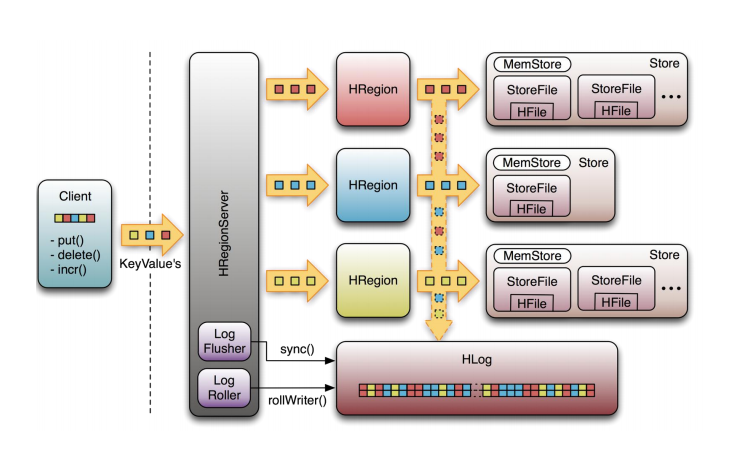 Client
- put()
- delete()
- incr()
KeyValue's
HRegionServer
Log
Flusher
Log
Roller
sync()
rollWriter()
HRegion
MemStore
Store
StoreFile
HFile
StoreFile
HFile
...
HRegion
MemStore
Store
StoreFile
HFile
HRegion
MemStore
Store
StoreFile
HFile
StoreFile
HFile
...
HLog